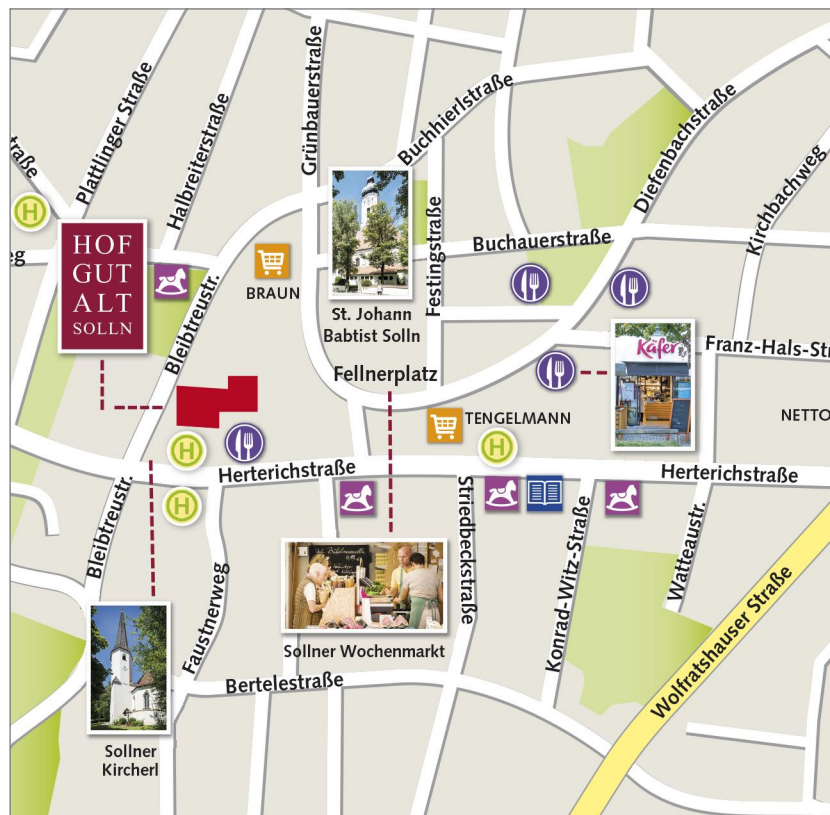 Plattlinger Straße
Halbreiterstraße
Grünbauerstraße
Buchhierlstraße
Diefenbachstraße
Kirchbachweg
traße
H
HOF
GUT
ALT
SOLLN
eg
Bleibtreustr.
BRAUN
St. Johann
Babtist Solln
Festingstraße
Buchauerstraße
Käfer
Franz-Hals-Str
Fellnerplatz
TENGELMANN
NETTO
H
H
H
Herterichstraße
Herterichstraße
Bleibtreustr.
Faustnerweg
Striedbeckstraße
Konrad-Witz-Straße
Watteaustr.
Wolfratshauser Straße
Sollner Wochenmarkt
Bertelestraße
Sollner
Kircherl